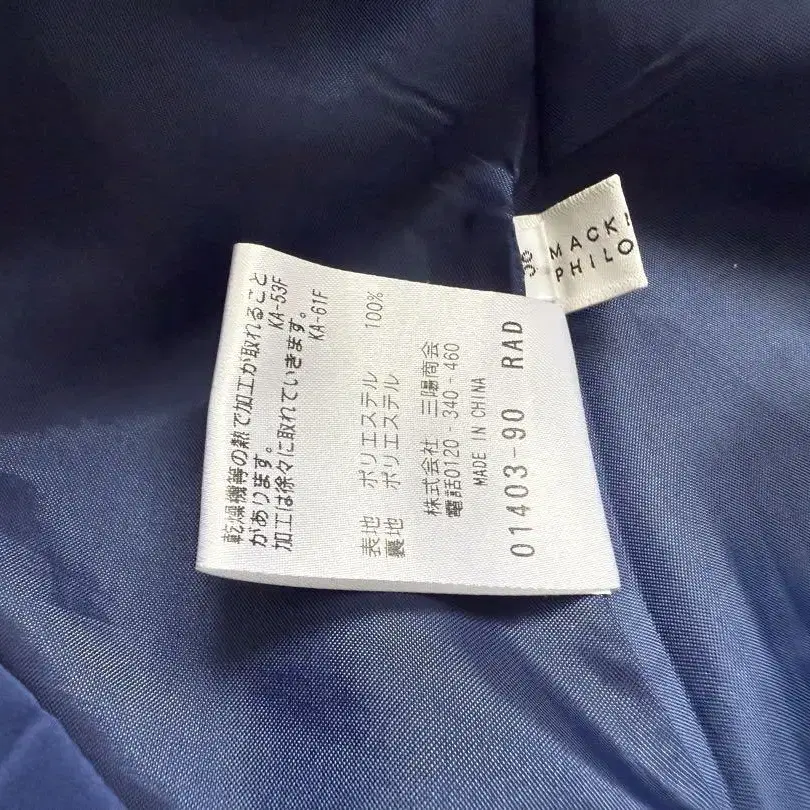 乾燥機等の熱で加工が取れること
があります。 KA-53F
加工は徐々に取れていきます。
KA-61F
表地 ポリエステル 100%
裏地 ポリエステル
株式会社 三陽商会
電話0120-340-460
MADE IN CHINA
01403-90 RAD
MACKI
PHILO